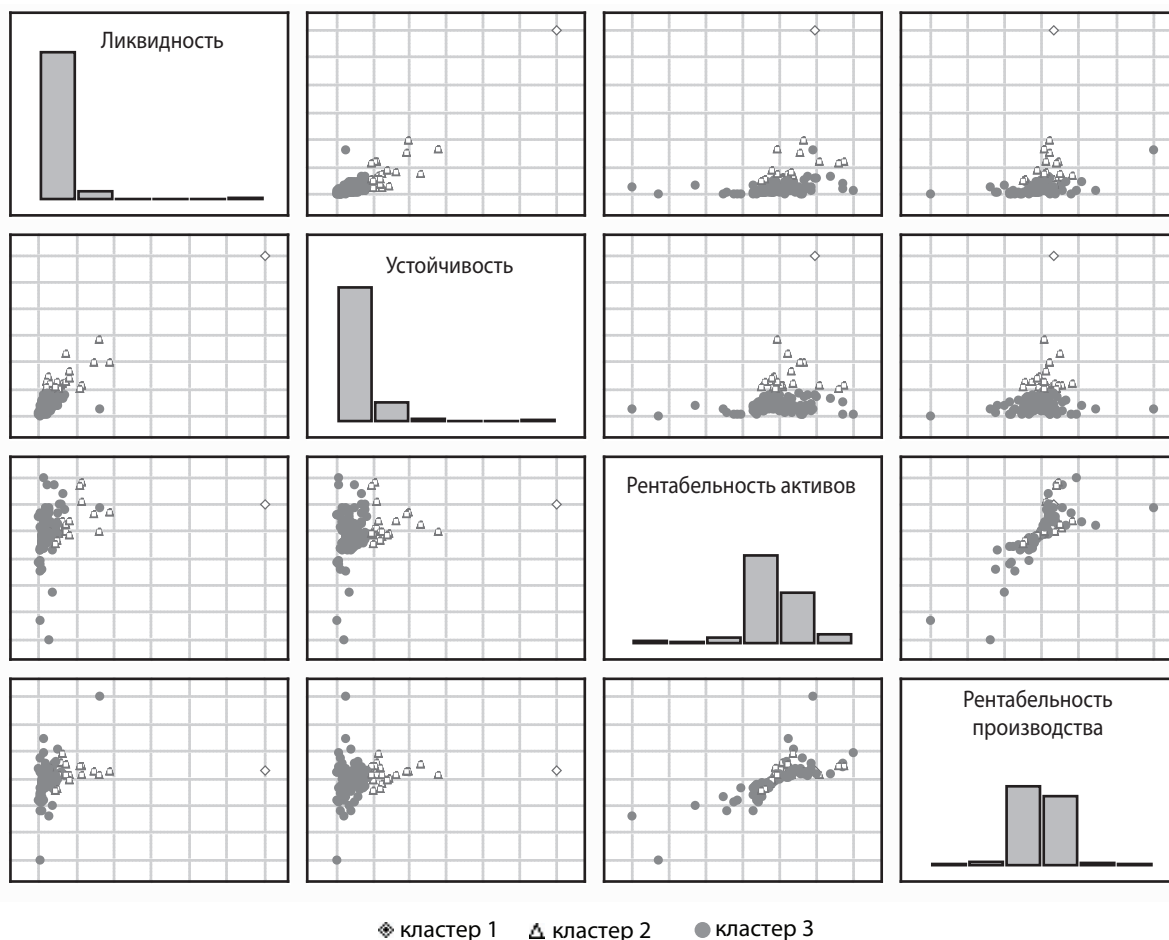 Ликвидность
Устойчивость
Рентабельность активов
Рентабельность
производства
кластер 1 кластер 2 кластер 3